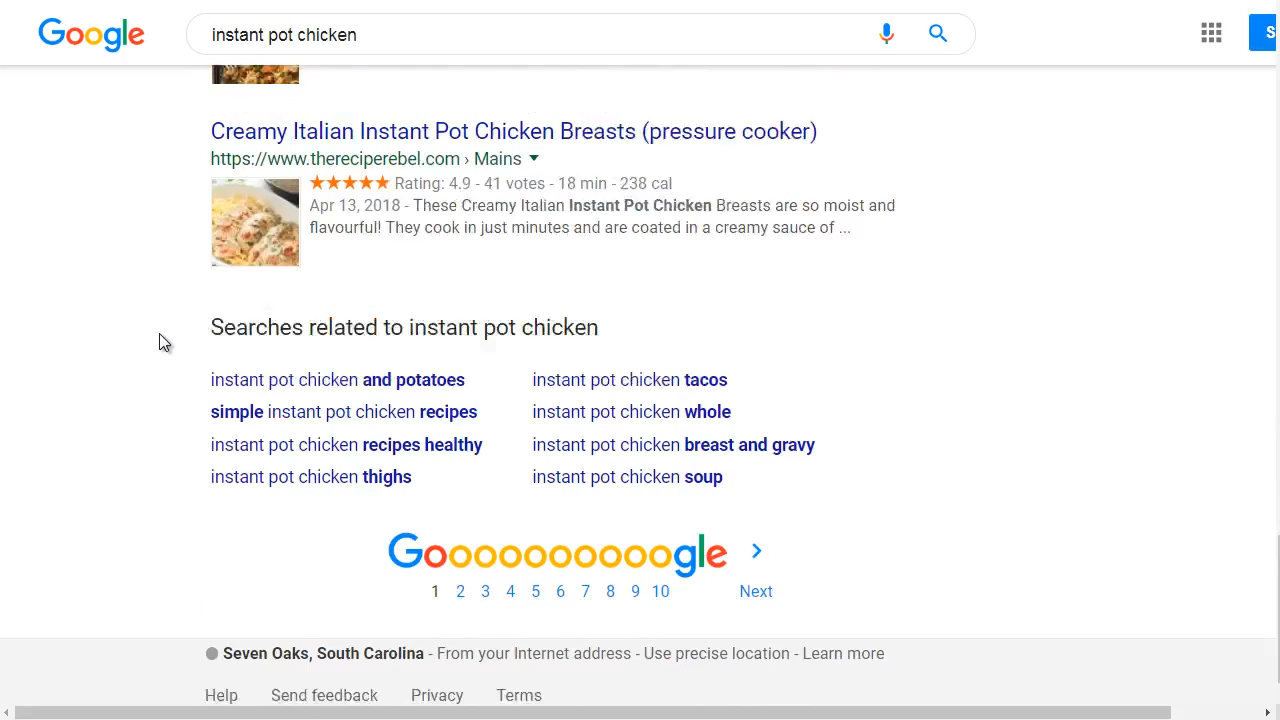 Google
instant pot chicken
S
Creamy Italian Instant Pot Chicken Breasts (pressure cooker)
https://www.thereciperebel.com › Mains
Rating: 4.9 - 41 votes - 18 min - 238 cal
Apr 13, 2018 - These Creamy Italian Instant Pot Chicken Breasts are so moist and
flavourful! They cook in just minutes and are coated in a creamy sauce of ...
Searches related to instant pot chicken
instant pot chicken and potatoes
instant pot chicken tacos
simple instant pot chicken recipes
instant pot chicken whole
instant pot chicken recipes healthy
instant pot chicken breast and gravy
instant pot chicken thighs
instant pot chicken soup
Goooooooooogle
1 2 3 4 5 6 7 8 9 10 Next
Seven Oaks, South Carolina - From your Internet address - Use precise location - Learn more
Help Send feedback Privacy Terms